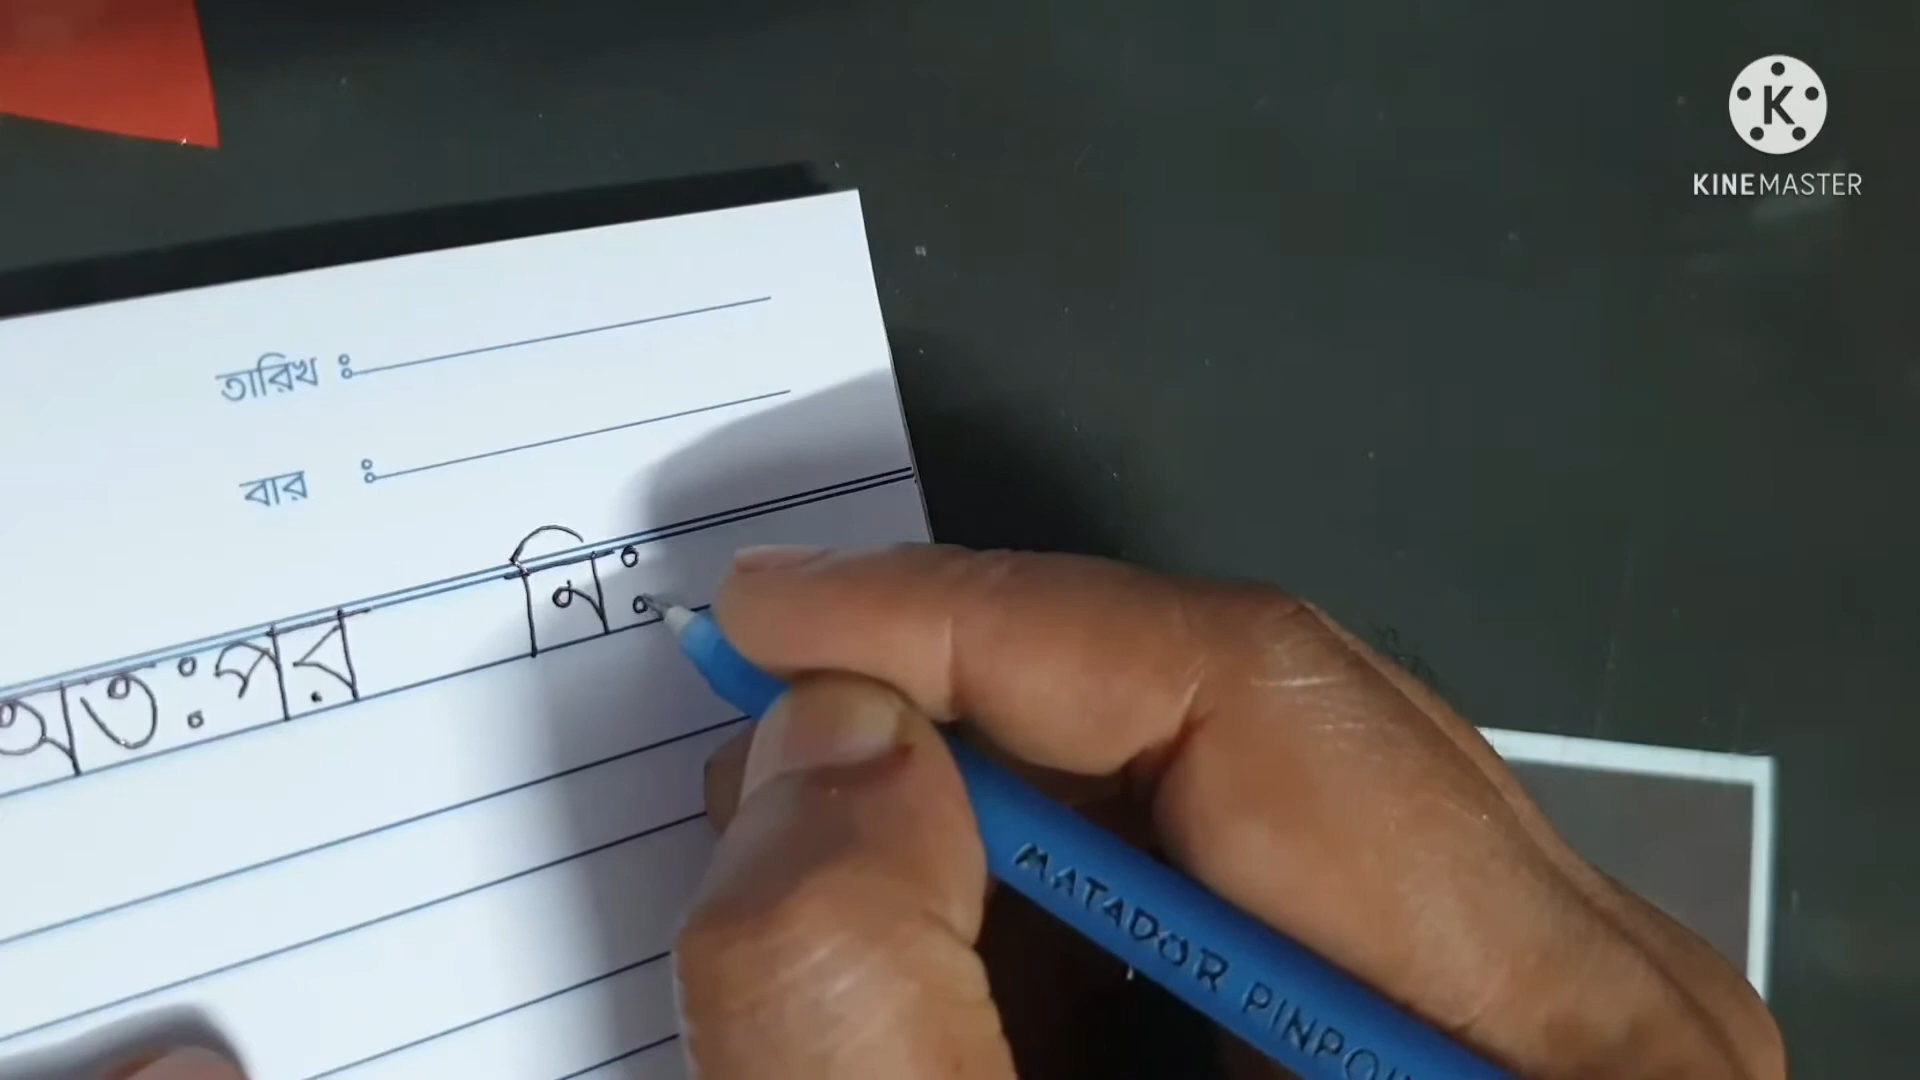 KINEMASTER
তারিখ ঃ
বার ঃ
অতঃপর নিঃ
MATADOR PINPOI